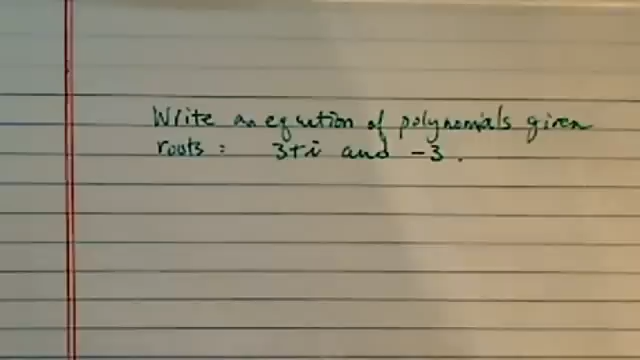 Write an equation of polynomials given
roots : 3+i and -3 .